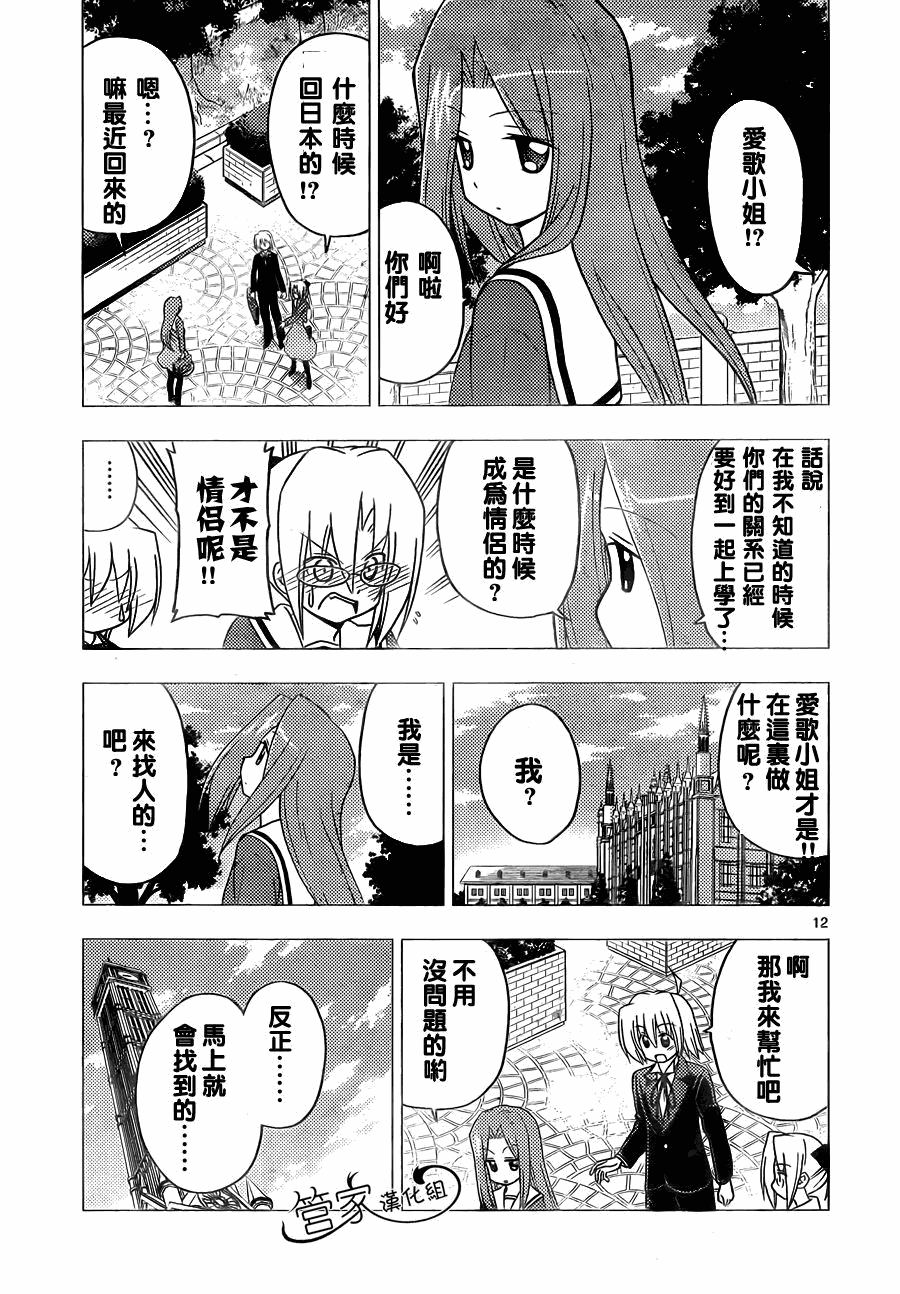 愛歌小姐!?
啊啦
你們好
什麼時候
回日本的!?
嗯…?
嘛最近回來的
話說
在我不知道的時候
你們的關系已經
要好到一起上學了…
是什麼時候
成爲情侶的?
才不是
情侶呢!!
……
愛歌小姐才是!!
在這裏做
什麼呢?
我?
我是……
來找人的…
吧?
12
啊
那我來幫忙吧
不用
沒問題的喲
反正……
馬上就
會找到的……
管家漢化組